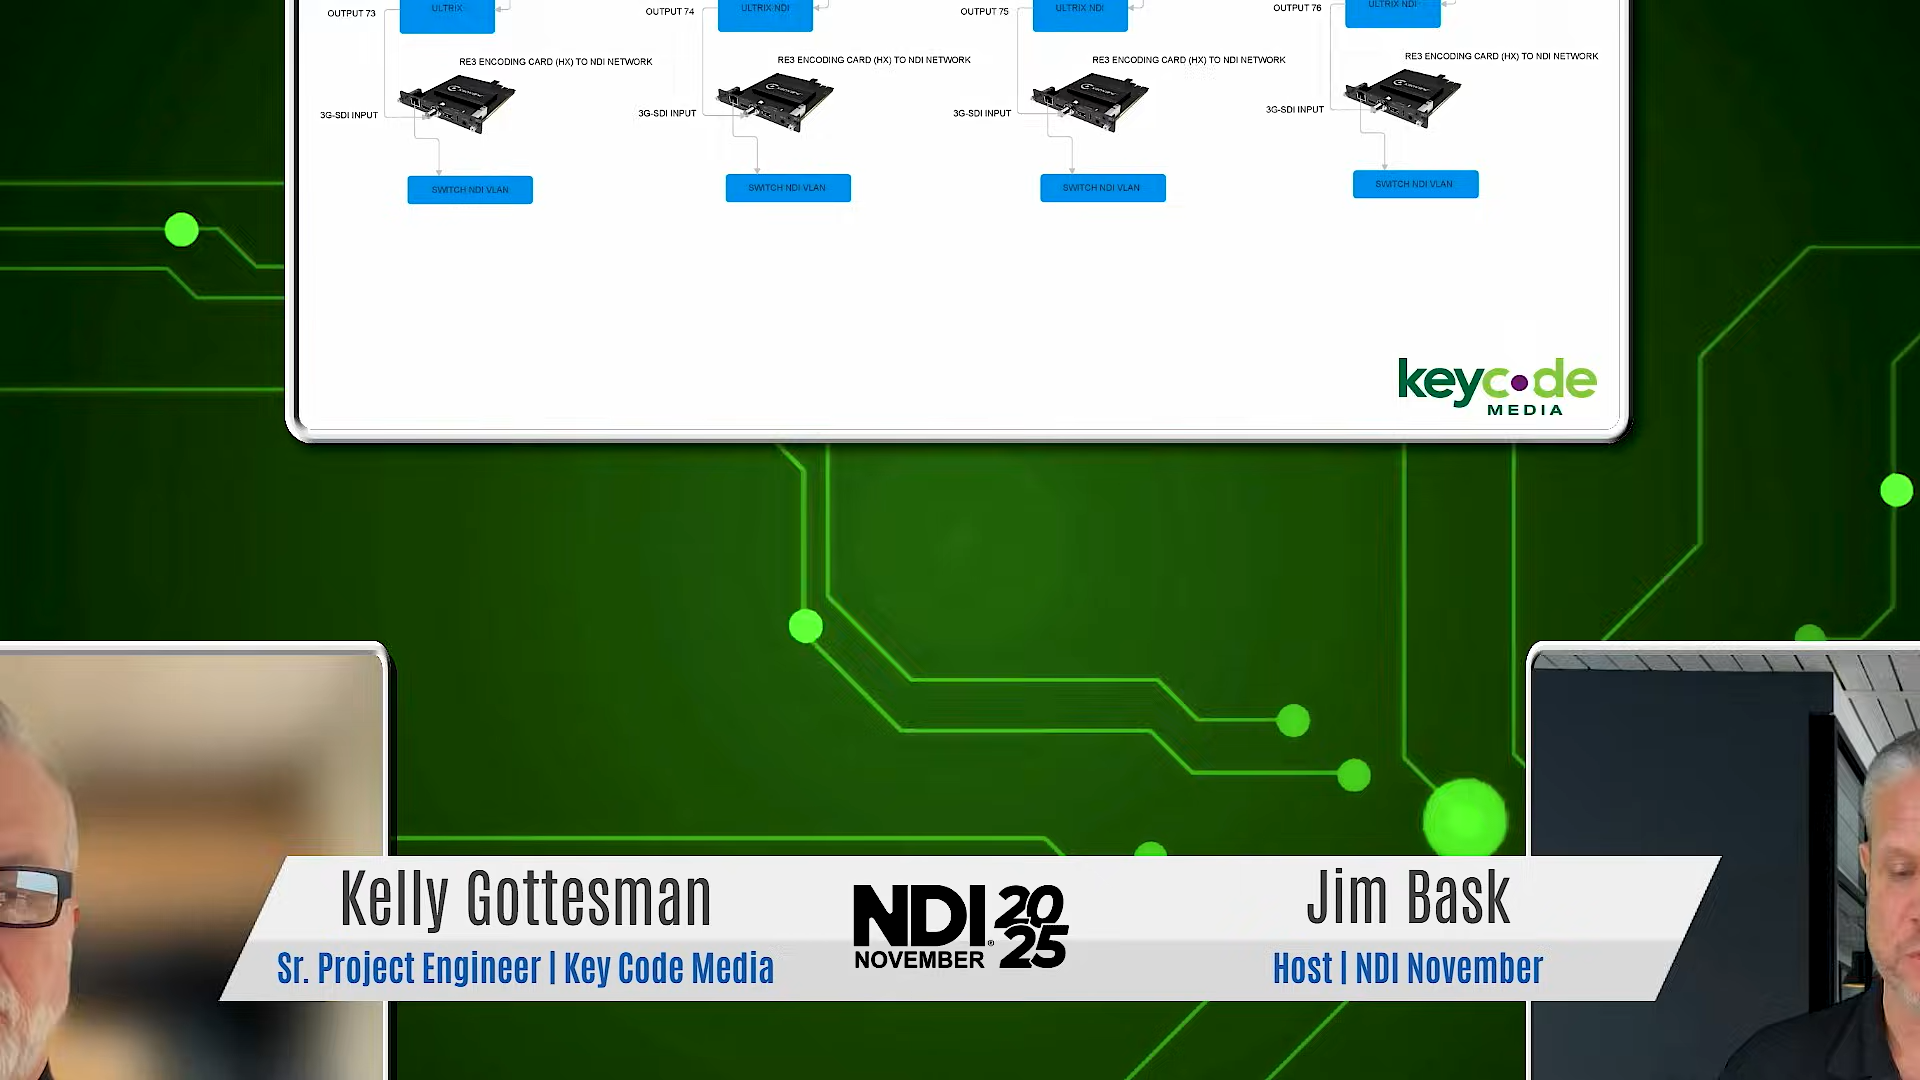 OUTPUT 73
ULTRIX
OUTPUT 74
ULTRIX NDI
OUTPUT 75
ULTRIX NDI
OUTPUT 76
ULTRIX NDI
RE3 ENCODING CARD (HX) TO NDI NETWORK
RE3 ENCODING CARD (HX) TO NDI NETWORK
RE3 ENCODING CARD (HX) TO NDI NETWORK
RE3 ENCODING CARD (HX) TO NDI NETWORK
3G-SDI INPUT
3G-SDI INPUT
3G-SDI INPUT
3G-SDI INPUT
SWITCH NDI VLAN
SWITCH NDI VLAN
SWITCH NDI VLAN
SWITCH NDI VLAN
keycode
MEDIA
Kelly Gottesman
Sr. Project Engineer | Key Code Media
NDI® 2025
NOVEMBER
Jim Bask
Host | NDI November